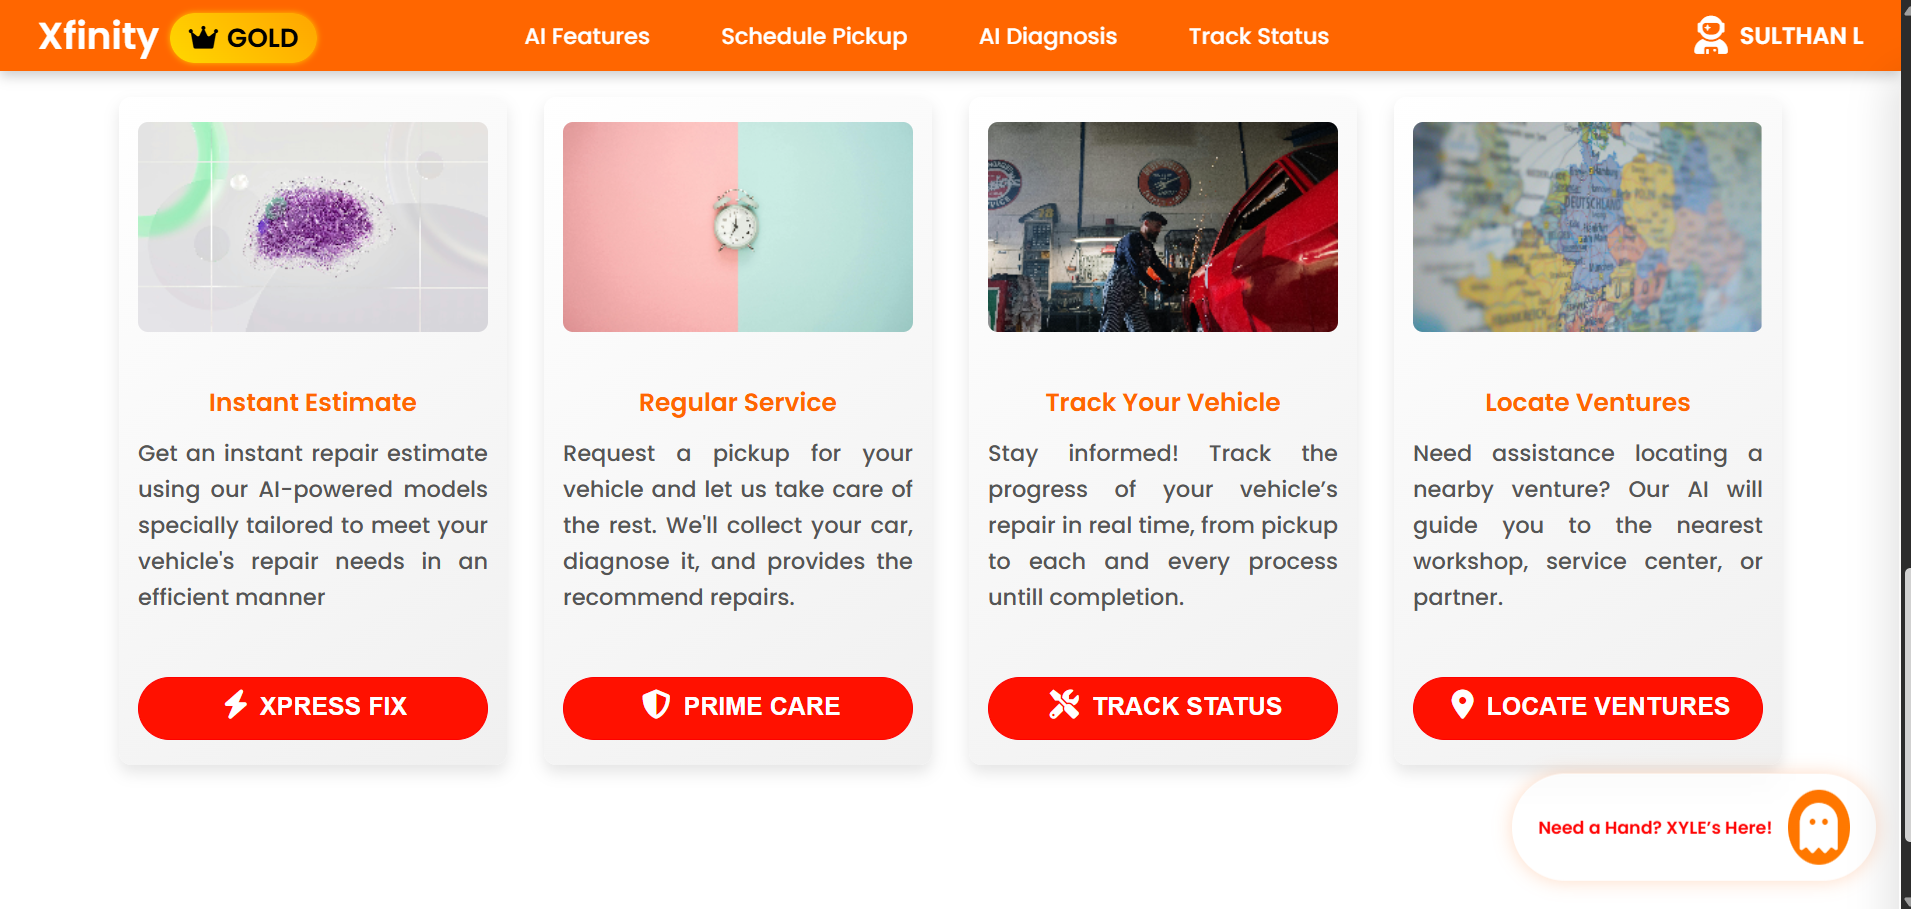 Xfinity GOLD AI Features Schedule Pickup AI Diagnosis Track Status SULTHAN L
DEUTSCHLAND
Instant Estimate
Get an instant repair estimate
using our AI-powered models
specially tailored to meet your
vehicle's repair needs in an
efficient manner
XPRESS FIX
Regular Service
Request a pickup for your
vehicle and let us take care of
the rest. We'll collect your car,
diagnose it, and provides the
recommend repairs.
PRIME CARE
Track Your Vehicle
Stay informed! Track the
progress of your vehicle’s
repair in real time, from pickup
to each and every process
untill completion.
TRACK STATUS
Locate Ventures
Need assistance locating a
nearby venture? Our AI will
guide you to the nearest
workshop, service center, or
partner.
LOCATE VENTURES
Need a Hand? XYLE’s Here!